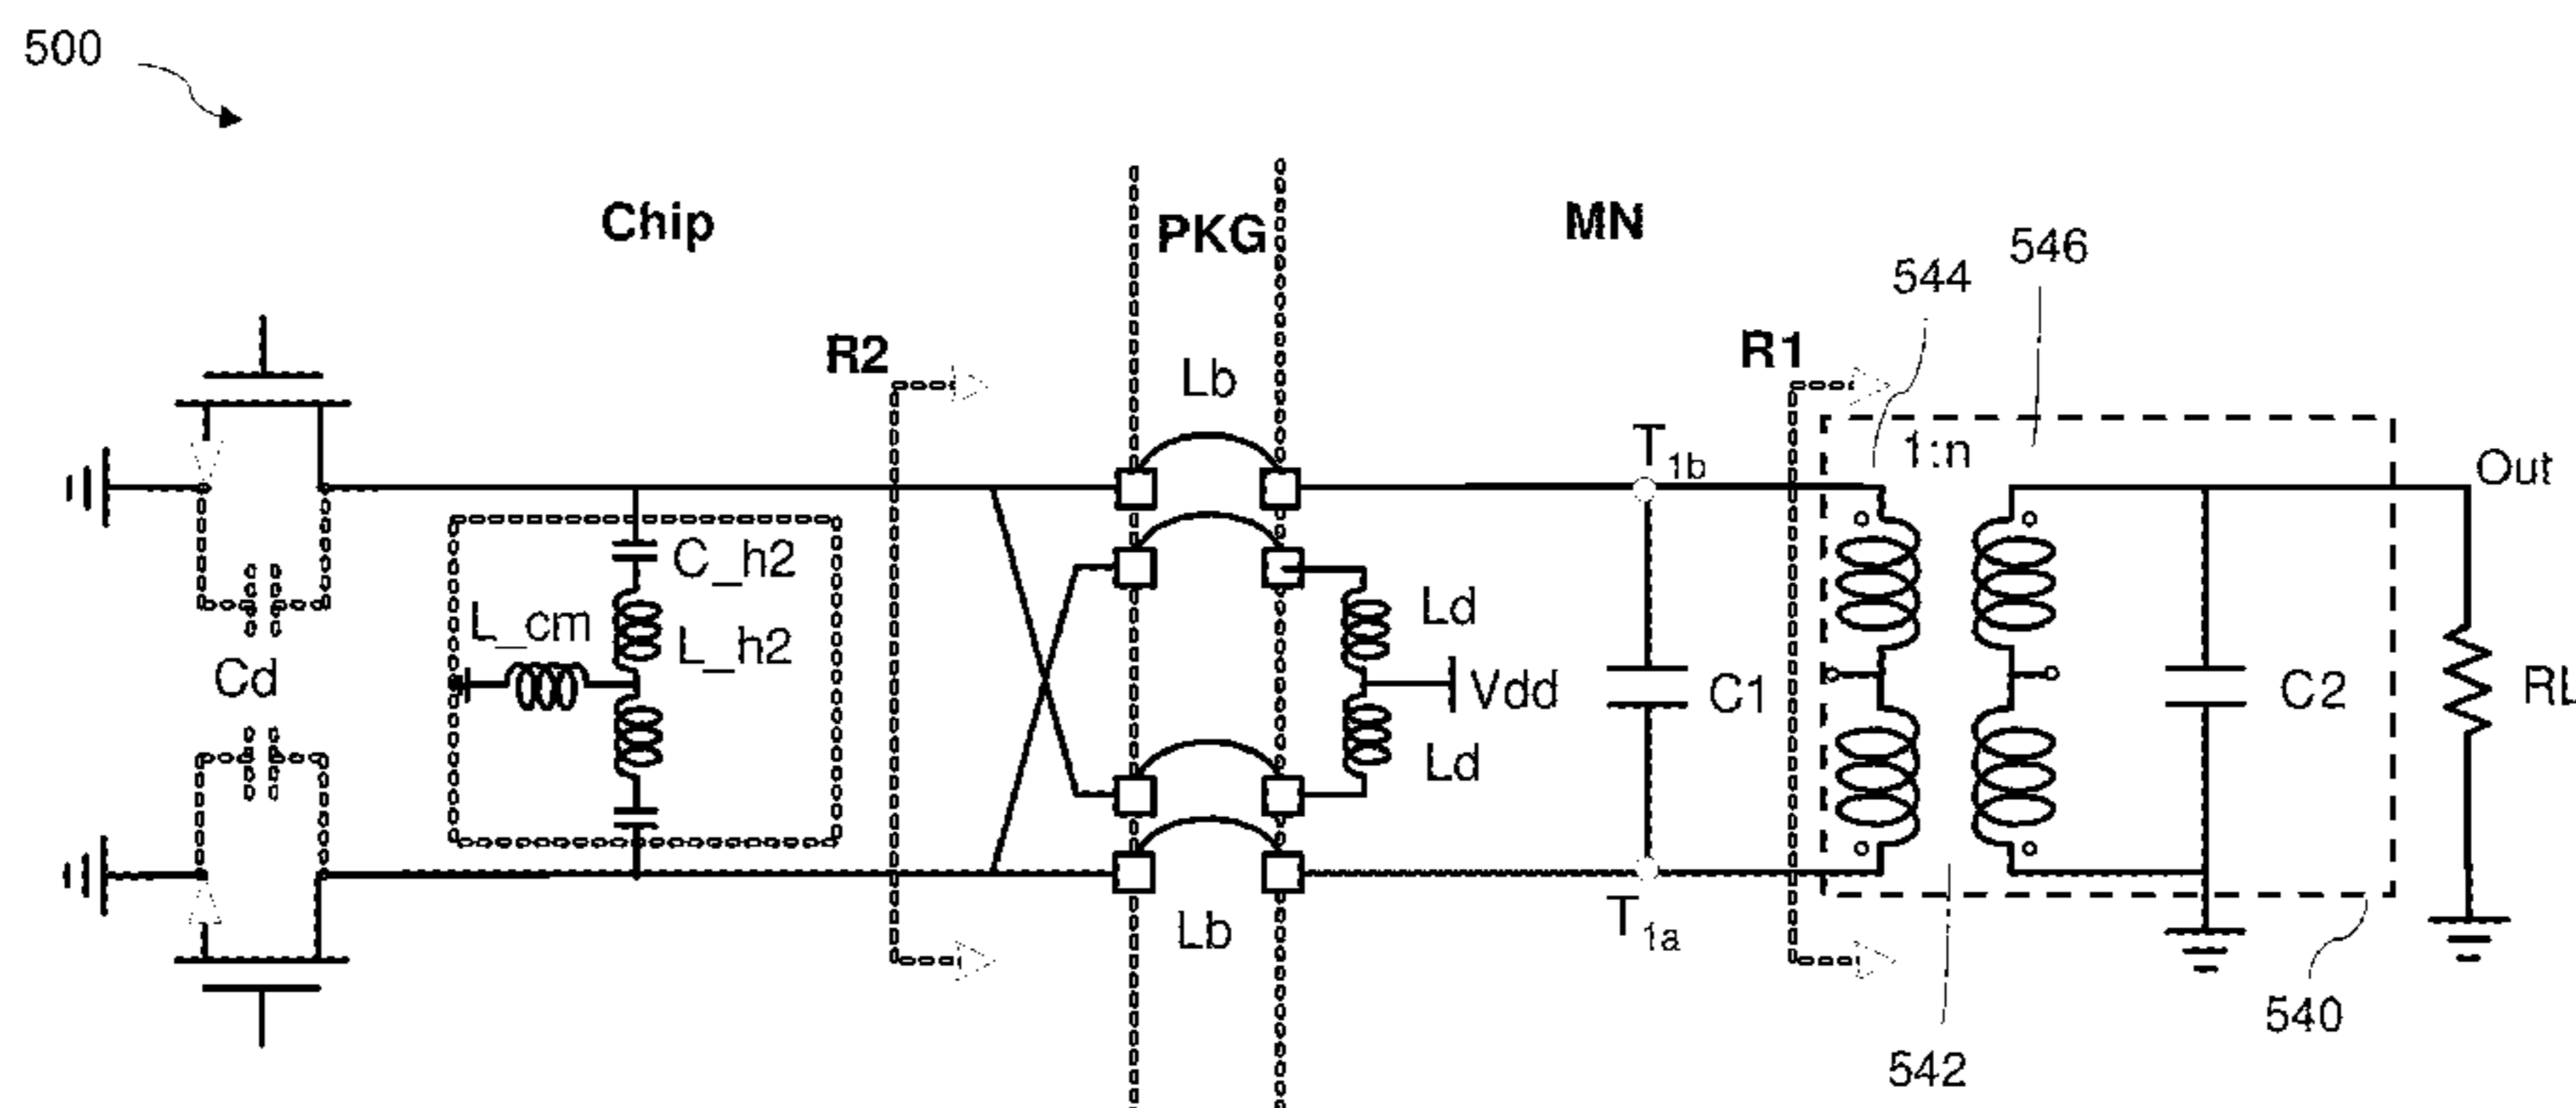 500
Chip
PKG
MN
546
544
R2
R1
Lb
T1b
1:n
Out
C_h2
L_cm
L_h2
Ld
Cd
Vdd
C1
C2
RL
Ld
Lb
T1a
540
542